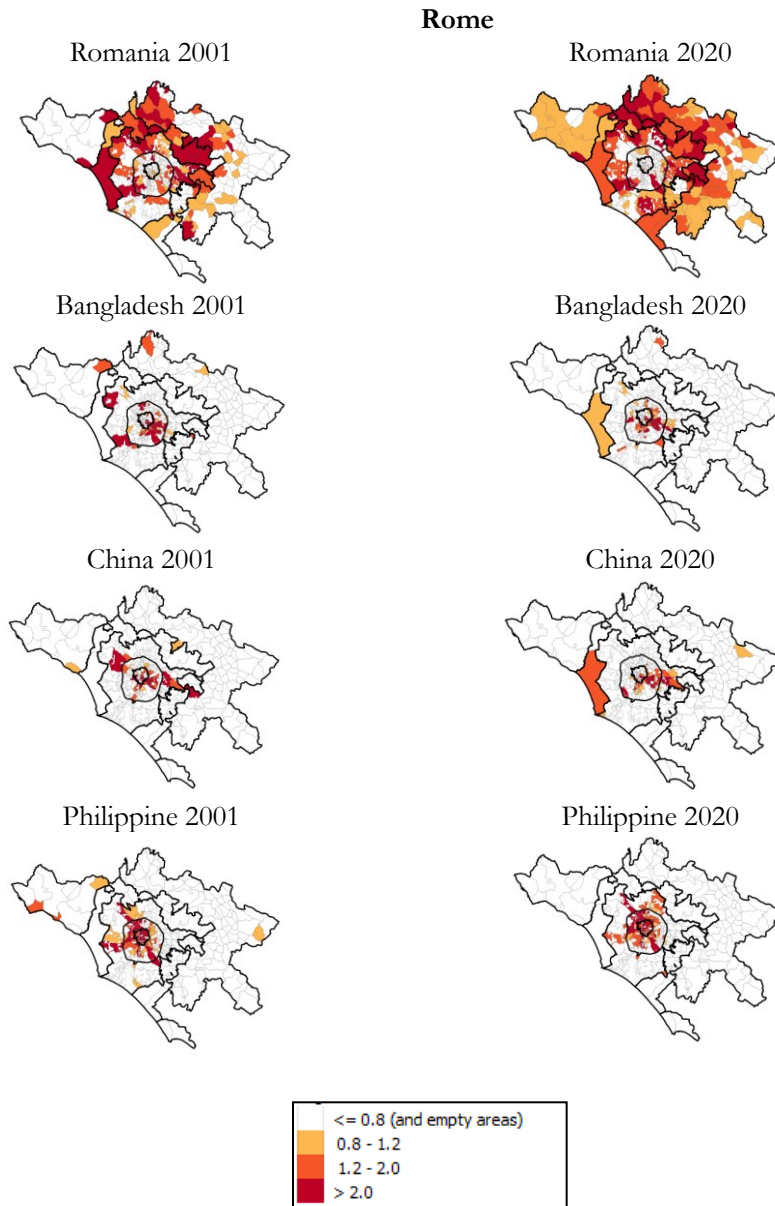 Rome
Romania 2001
Romania 2020
Bangladesh 2001
Bangladesh 2020
China 2001
China 2020
Philippine 2001
Philippine 2020
<= 0.8 (and empty areas)
0.8 - 1.2
1.2 - 2.0
> 2.0